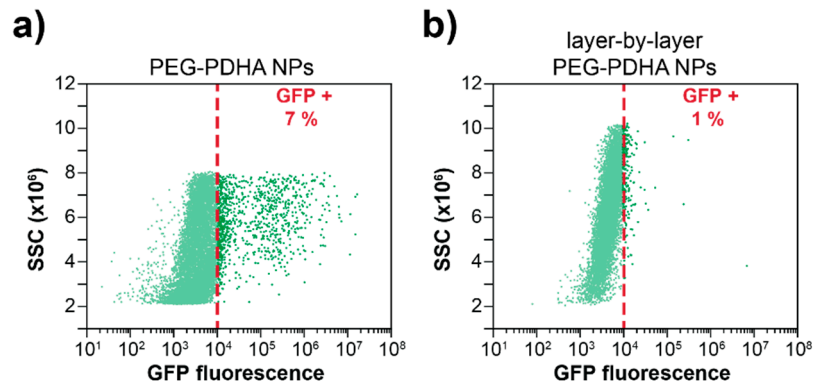 a)
PEG-PDHA NPs
GFP +
7 %
12
10
8
6
4
2
SSC (x10⁶)
10¹ 10² 10³ 10⁴ 10⁵ 10⁶ 10⁷ 10⁸
GFP fluorescence
b)
layer-by-layer
PEG-PDHA NPs
GFP +
1 %
12
10
8
6
4
2
SSC (x10⁶)
10¹ 10² 10³ 10⁴ 10⁵ 10⁶ 10⁷ 10⁸
GFP fluorescence